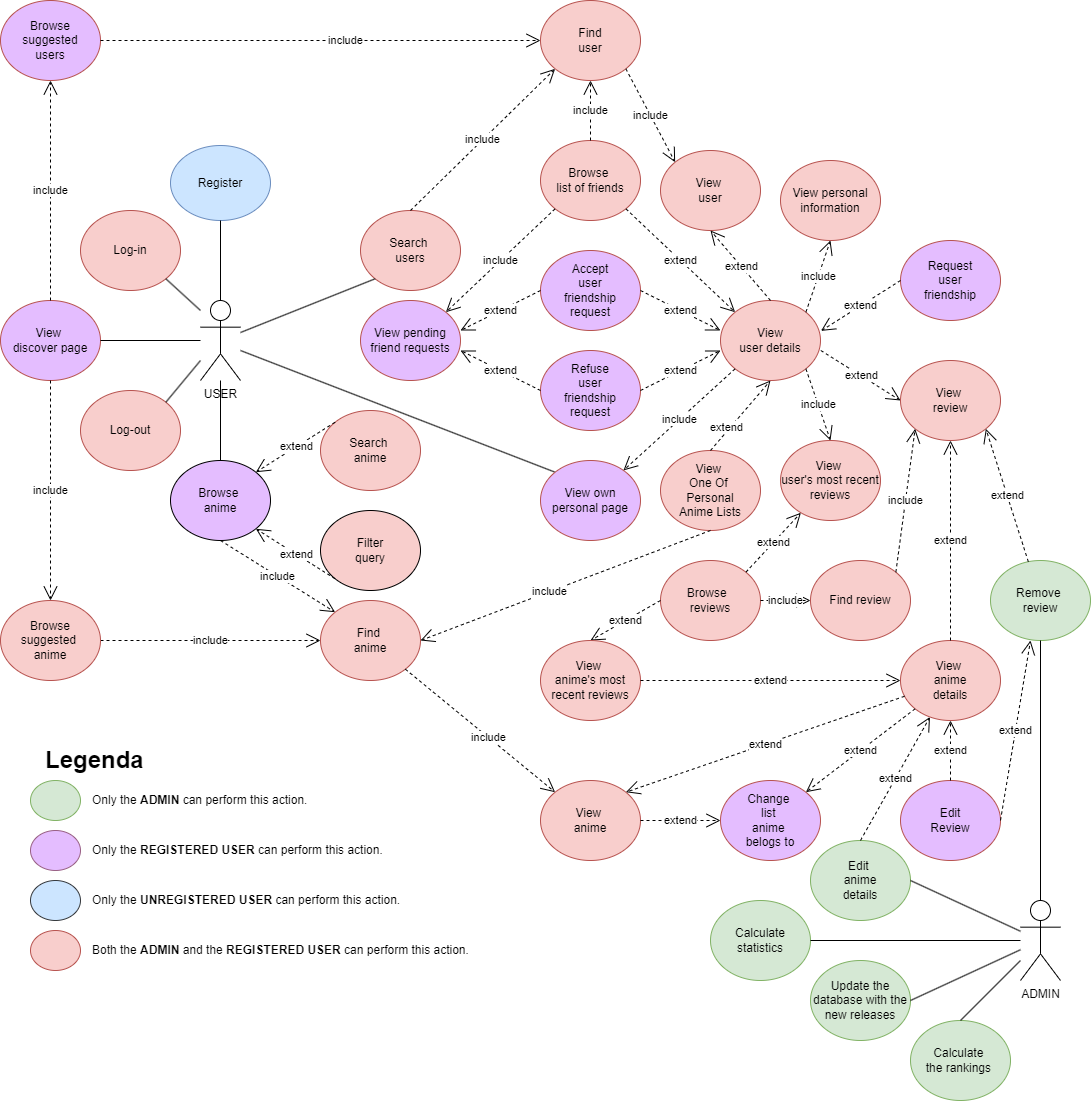 Browse
suggested
users
include
Find
user
include
include
include
include
Register
Browse
list of friends
View
user
View personal
information
Log-in
Search
users
include
extend
extend
include
Accept
user
friendship
request
Request
user
friendship
extend
extend
extend
View
discover page
View pending
friend requests
View
user details
USER
extend
Refuse
user
friendship
request
extend
extend
View
review
include
include
Log-out
extend
extend
Search
anime
Browse
anime
View own
personal page
View
One Of
Personal
Anime Lists
View
user's most recent
reviews
include
include
extend
extend
Filter
query
extend
extend
include
include
Browse
reviews
include
Find review
Remove
review
extend
Browse
suggested
anime
include
Find
anime
View
anime's most
recent reviews
extend
View
anime
details
include
extend
extend
extend
extend
extend
Legenda
Only the ADMIN can perform this action.
Only the REGISTERED USER can perform this action.
Only the UNREGISTERED USER can perform this action.
Both the ADMIN and the REGISTERED USER can perform this action.
View
anime
extend
Change
list
anime
belogs to
Edit
Review
Edit
anime
details
Calculate
statistics
Update the
database with the
new releases
ADMIN
Calculate
the rankings